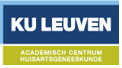 KU LEUVEN
ACADEMISCH CENTRUM
HUISARTSGENEESKUNDE